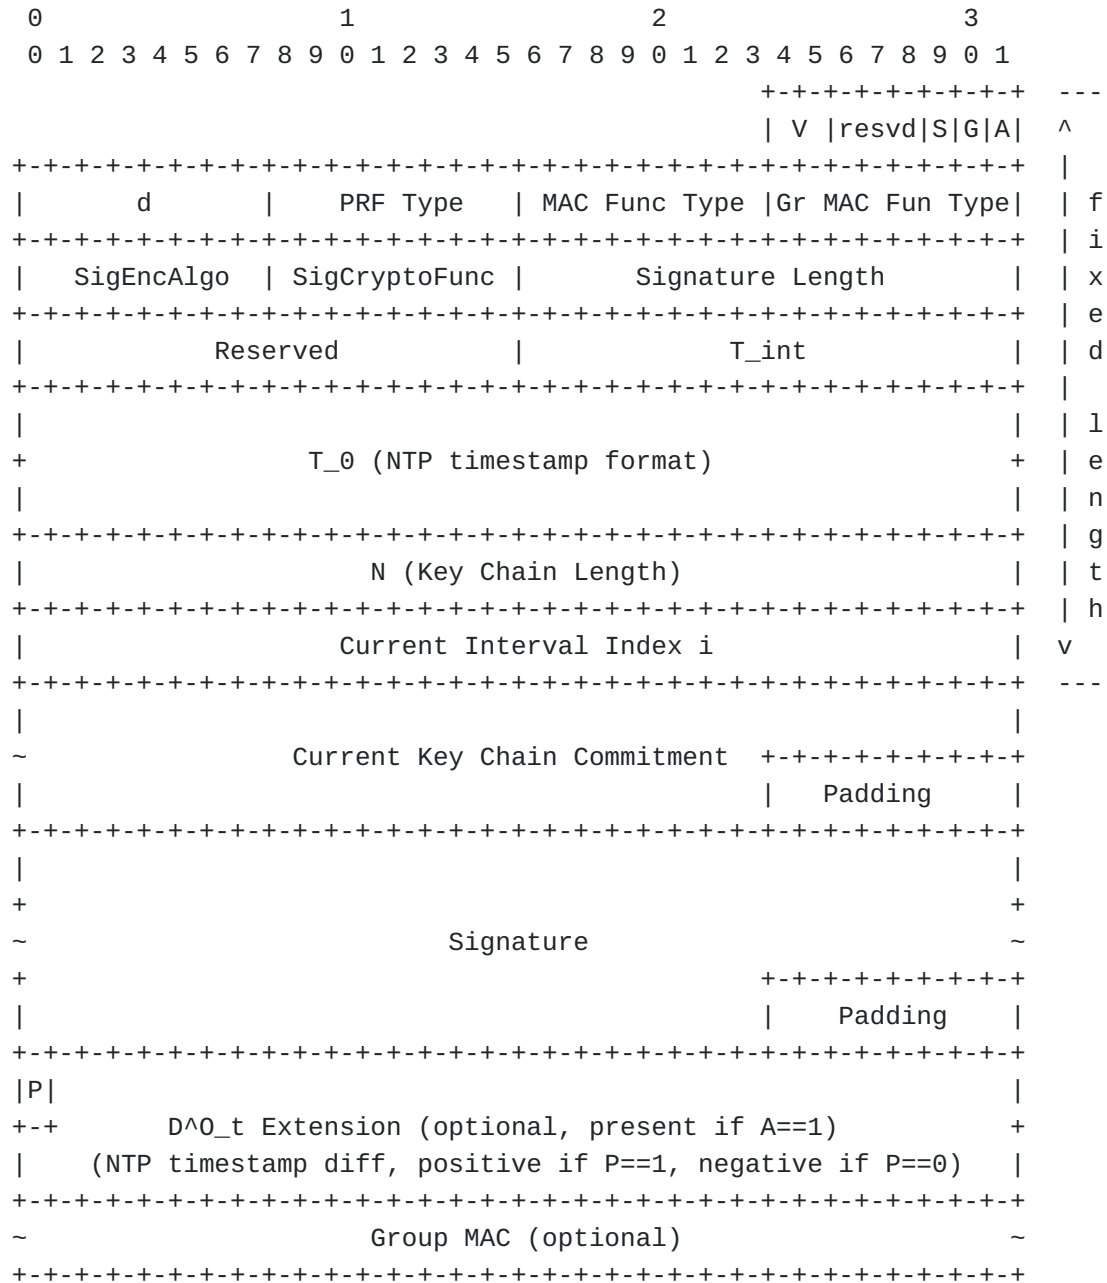 0                   1                   2                   3
 0 1 2 3 4 5 6 7 8 9 0 1 2 3 4 5 6 7 8 9 0 1 2 3 4 5 6 7 8 9 0 1
                                                +-+-+-+-+-+-+-+-+  ---
                                                | V |resvd|S|G|A|  ^
+-+-+-+-+-+-+-+-+-+-+-+-+-+-+-+-+-+-+-+-+-+-+-+-+-+-+-+-+-+-+-+-+  |
|       d       |    PRF Type   | MAC Func Type |Gr MAC Fun Type|  | f
+-+-+-+-+-+-+-+-+-+-+-+-+-+-+-+-+-+-+-+-+-+-+-+-+-+-+-+-+-+-+-+-+  | i
|   SigEncAlgo  | SigCryptoFunc |       Signature Length        |  | x
+-+-+-+-+-+-+-+-+-+-+-+-+-+-+-+-+-+-+-+-+-+-+-+-+-+-+-+-+-+-+-+-+  | e
|            Reserved           |             T_int             |  | d
+-+-+-+-+-+-+-+-+-+-+-+-+-+-+-+-+-+-+-+-+-+-+-+-+-+-+-+-+-+-+-+-+  |
|                                                               |  | l
+                  T_0 (NTP timestamp format)                   +  | e
|                                                               |  | n
+-+-+-+-+-+-+-+-+-+-+-+-+-+-+-+-+-+-+-+-+-+-+-+-+-+-+-+-+-+-+-+-+  | g
|                      N (Key Chain Length)                     |  | t
+-+-+-+-+-+-+-+-+-+-+-+-+-+-+-+-+-+-+-+-+-+-+-+-+-+-+-+-+-+-+-+-+  | h
|                    Current Interval Index i                   |  v
+-+-+-+-+-+-+-+-+-+-+-+-+-+-+-+-+-+-+-+-+-+-+-+-+-+-+-+-+-+-+-+-+  ---
|                                                               |
~                 Current Key Chain Commitment  +-+-+-+-+-+-+-+-+
|                                               |   Padding     |
+-+-+-+-+-+-+-+-+-+-+-+-+-+-+-+-+-+-+-+-+-+-+-+-+-+-+-+-+-+-+-+-+
|                                                               |
+                                                               +
~                           Signature                           ~
+                                               +-+-+-+-+-+-+-+-+
|                                               |    Padding    |
+-+-+-+-+-+-+-+-+-+-+-+-+-+-+-+-+-+-+-+-+-+-+-+-+-+-+-+-+-+-+-+-+
|P|                                                             |
+-+       D^O_t Extension (optional, present if A==1)           +
|    (NTP timestamp diff, positive if P==1, negative if P==0)   |
+-+-+-+-+-+-+-+-+-+-+-+-+-+-+-+-+-+-+-+-+-+-+-+-+-+-+-+-+-+-+-+-+
~                      Group MAC (optional)                     ~
+-+-+-+-+-+-+-+-+-+-+-+-+-+-+-+-+-+-+-+-+-+-+-+-+-+-+-+-+-+-+-+-+